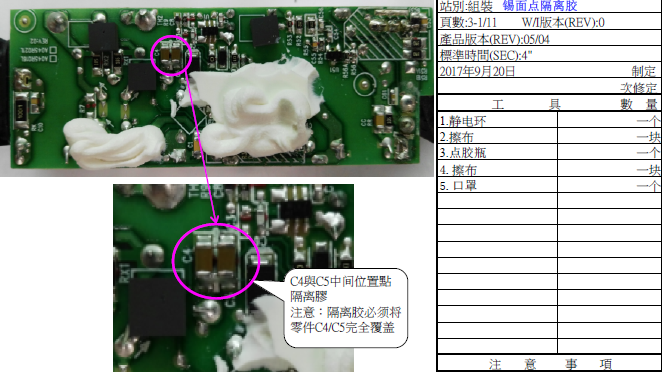 站別:组装 锡面点隔离胶
頁數:3-1/11 W/I版本(REV):0
產品版本(REV):05/04
標準時間(SEC):4"
2017年9月20日 制定
次修定
工 具 數 量
1.静电环 一个
2.擦布 一块
3.点胶瓶 一个
4. 擦布 一块
5. 口罩 一个
注 意 事 項
C4
C4與C5中间位置點
隔离膠
注意：隔离胶必须将
零件C4/C5完全覆盖